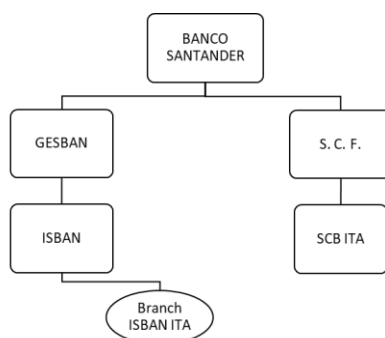 BANCO
SANTANDER
GESBAN
S. C. F.
ISBAN
SCB ITA
Branch
ISBAN ITA